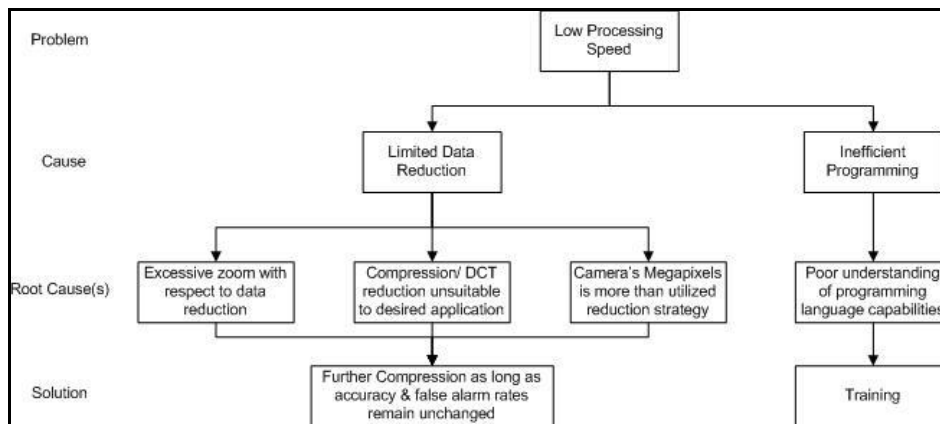 Problem
Low Processing
Speed
Cause
Limited Data
Reduction
Inefficient
Programming
Root Cause(s)
Excessive zoom with
respect to data
reduction
Compression/ DCT
reduction unsuitable
to desired application
Camera's Megapixels
is more than utilized
reduction strategy
Poor understanding
of programming
language capabilities
Solution
Further Compression as long as
accuracy & false alarm rates
remain unchanged
Training